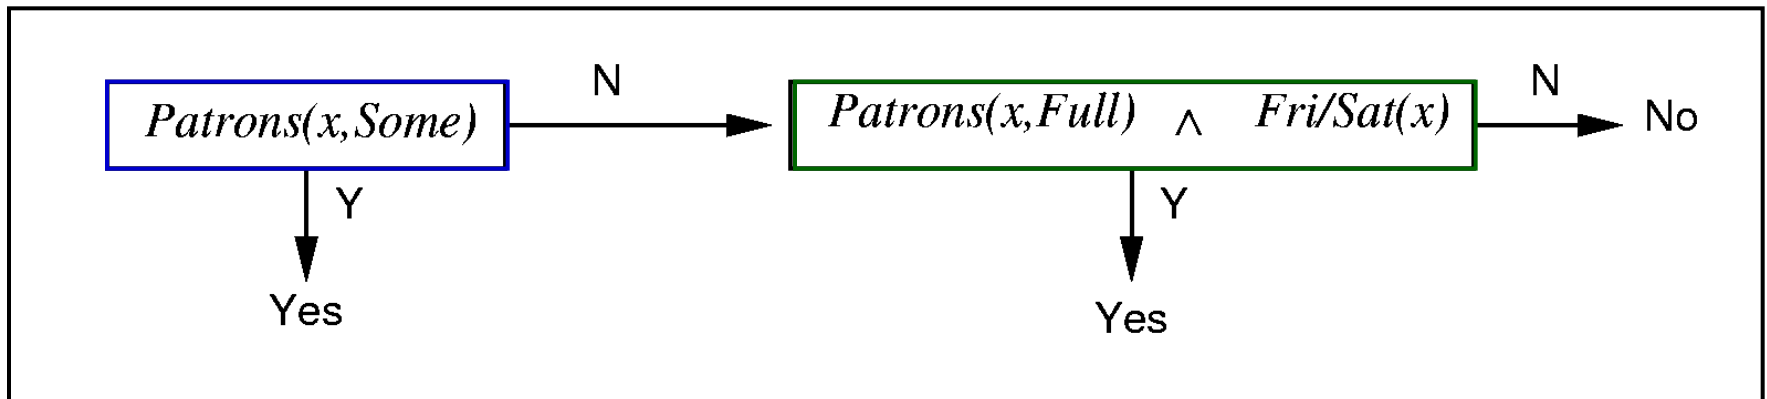 Patrons(x,Some)
N
Patrons(x,Full) ∧ Fri/Sat(x)
N
No
Y
Yes
Y
Yes